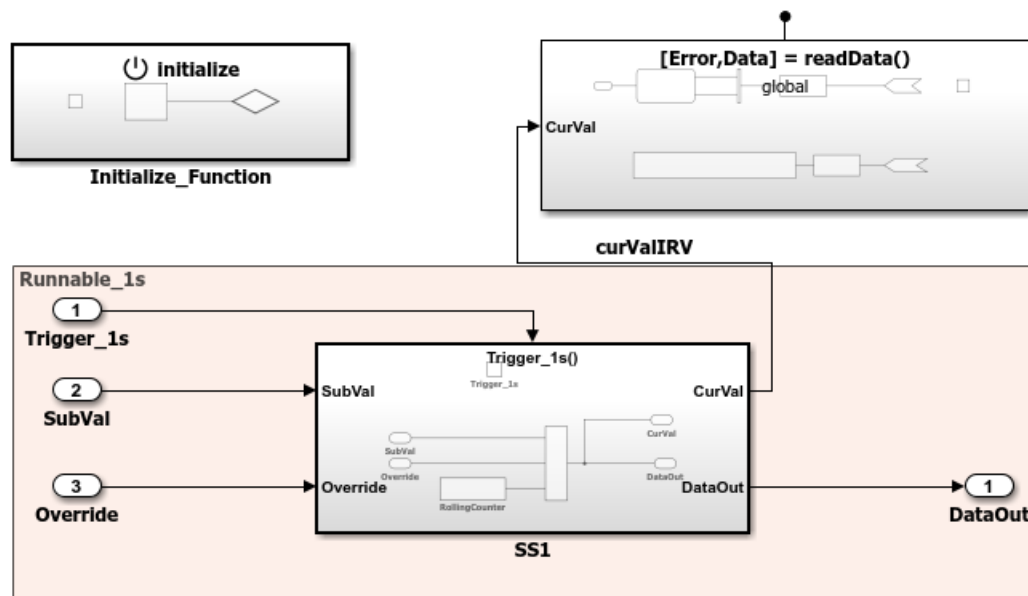 initialize
Initialize_Function
[Error,Data] = readData()
global
CurVal
curValIRV
Runnable_1s
1
Trigger_1s
2
SubVal
3
Override
Trigger_1s()
Trigger_1s
SubVal
CurVal
SubVal
Override
CurVal
DataOut
RollingCounter
Override
DataOut
SS1
1
DataOut